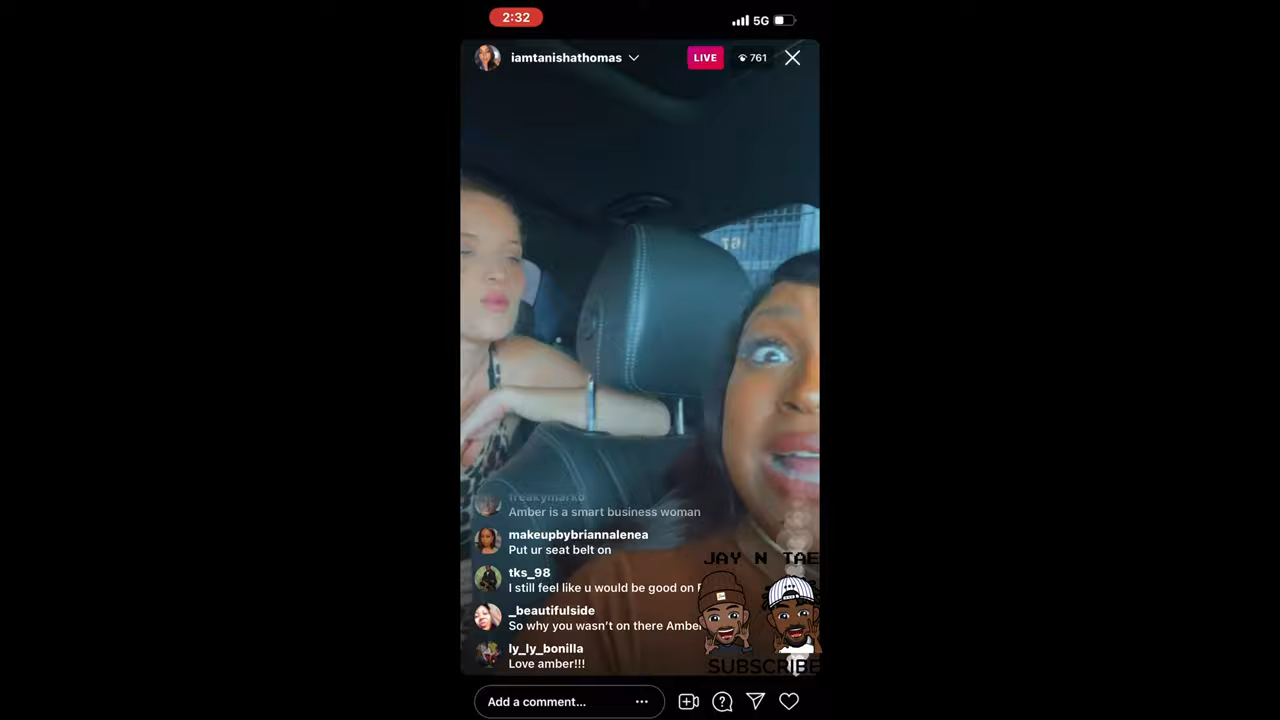 2:32
5G
iamtanishathomas
LIVE
761
167
freakymarko
Amber is a smart business woman
makeupbybriannalenea
Put ur seat belt on
tks_98
I still feel like u would be good on
_beautifulside
So why you wasn't on there Amber
ly_ly_bonilla
Love amber!!!
JAY N TAE
SUBSCRIBE
Add a comment...